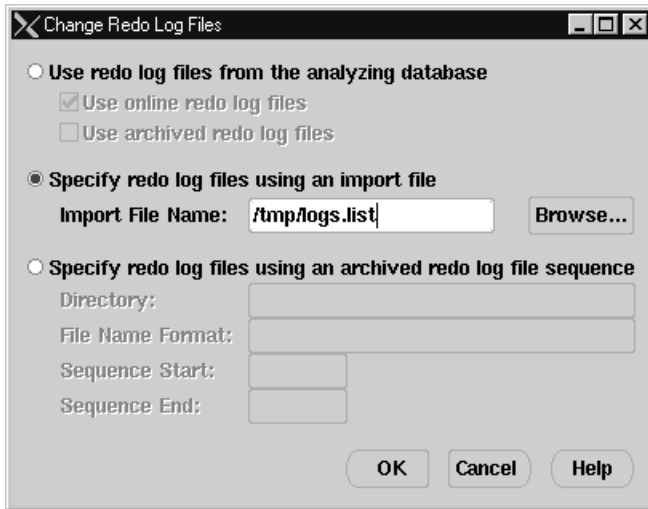 Change Redo Log Files
Use redo log files from the analyzing database
Use online redo log files
Use archived redo log files
Specify redo log files using an import file
Import File Name: /tmp/logs.list Browse...
Specify redo log files using an archived redo log file sequence
Directory:
File Name Format:
Sequence Start:
Sequence End:
OK Cancel Help